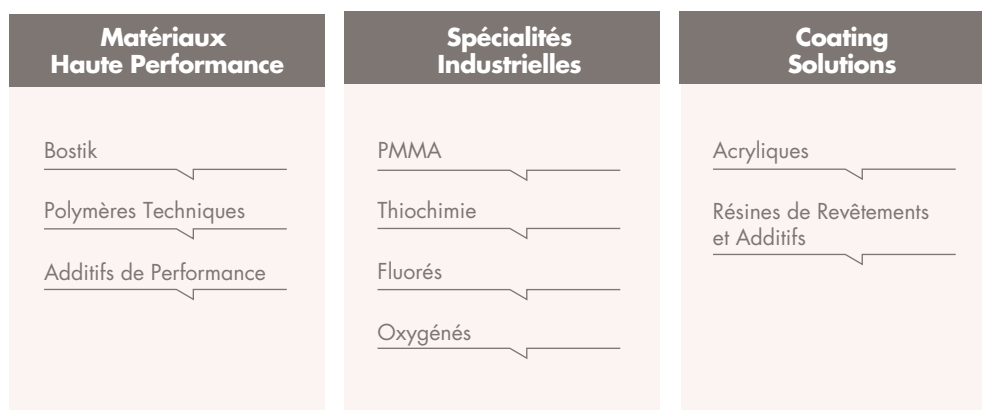 Matériaux
Haute Performance
Bostik
Polymères Techniques
Additifs de Performance
Spécialités
Industrielles
PMMA
Thiochimie
Fluorés
Oxygénés
Coating
Solutions
Acryliques
Résines de Revêtements
et Additifs